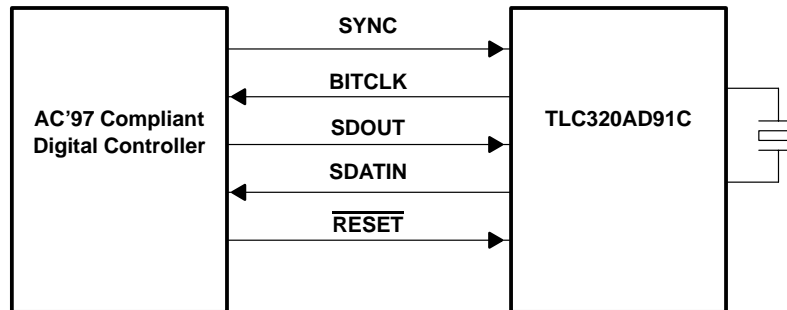 SYNC
BITCLK
AC'97 Compliant
Digital Controller
TLC320AD91C
SDOUT
SDATIN
RESET